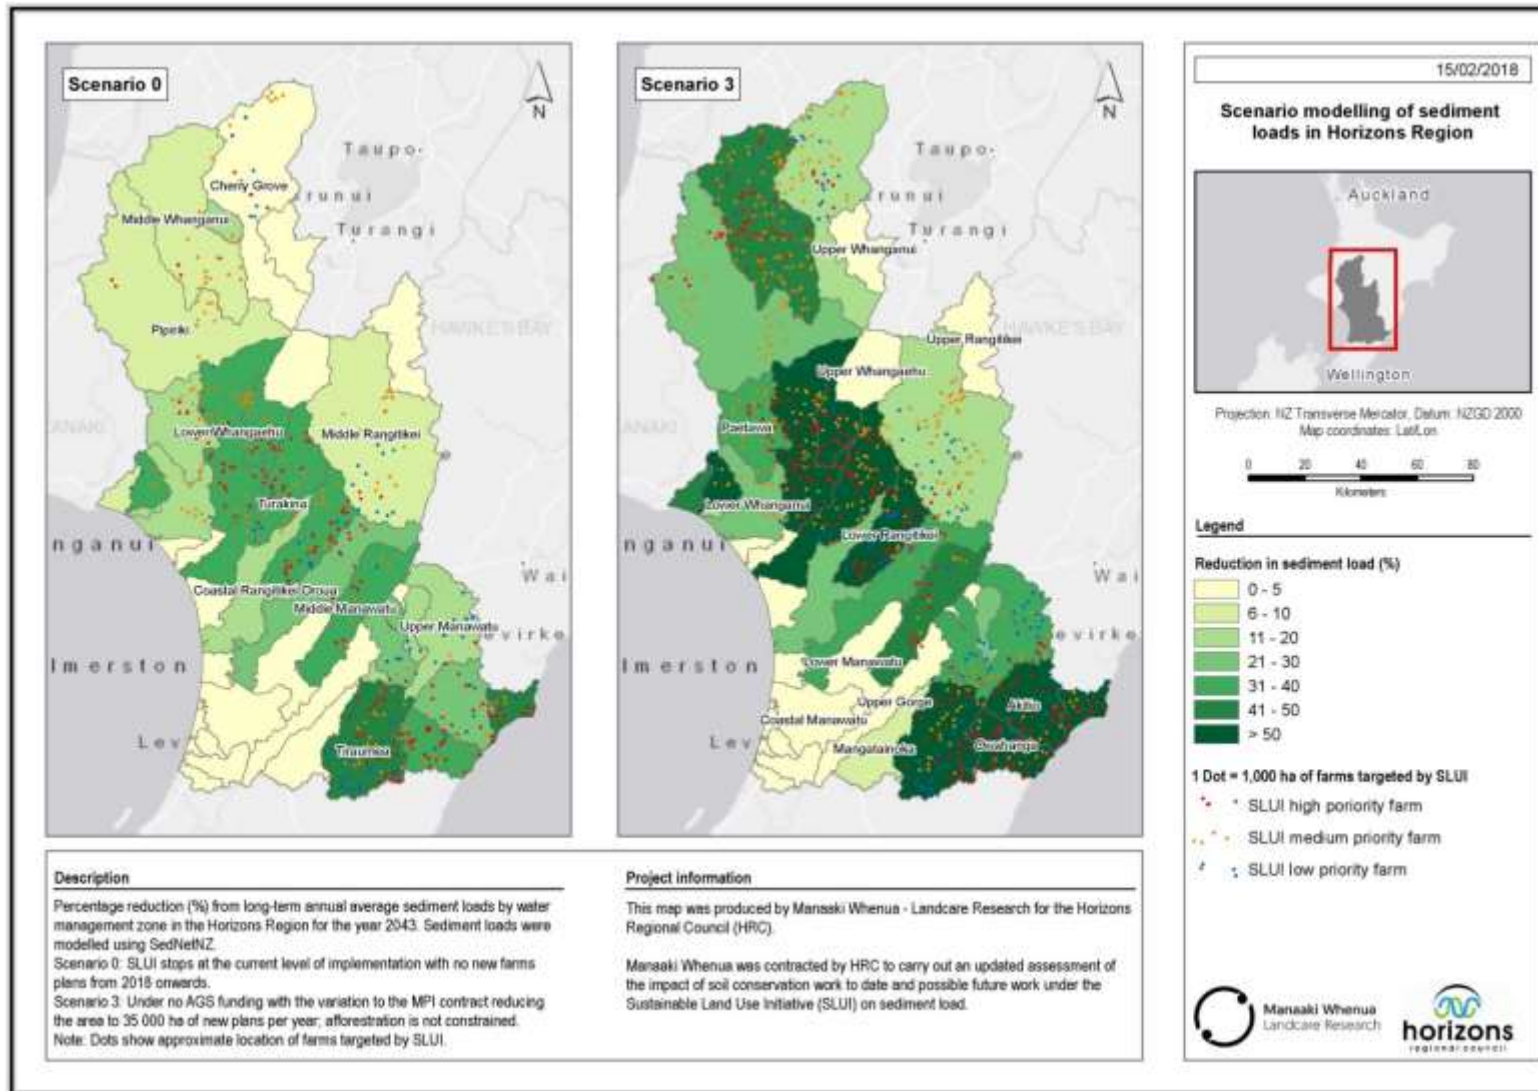 Scenario 0
N
Taupo
runui
Turangi
Cherry Grove
Middle Whanganui
Pipiriki
HAWKE'S BAY
ANAKI
Lower Whangaehu
Middle Rangitikei
Turakina
nganui
Coastal Rangitikei Oroua
Middle Manawatu
Upper Manawatu
Wai
evirke
lmerston
Lev
Tiraumea
Scenario 3
N
Taupo
arunui
Turangi
Upper Whanganui
HAWKE'S BAY
Upper Rangitikei
Upper Whangaehu
ANAKI
Paetawa
Lower Whanganui
Lower Rangitikei
nganui
Wai
evirke
lmerston
Lower Manawatu
Upper Gorge
Coastal Manawatu
Akitio
Lev
Mangatainoka
Owahanga
15/02/2018
Scenario modelling of sediment
loads in Horizons Region
Auckland
Wellington
Projection: NZ Transverse Mercator, Datum: NZGD 2000
Map coordinates: Lat/Lon
0 20 40 60 80
Kilometers
Legend
Reduction in sediment load (%)
0 - 5
6 - 10
11 - 20
21 - 30
31 - 40
41 - 50
> 50
1 Dot = 1,000 ha of farms targeted by SLUI
SLUI high poriority farm
SLUI medium priority farm
SLUI low priority farm
Description
Percentage reduction (%) from long-term annual average sediment loads by water
management zone in the Horizons Region for the year 2043. Sediment loads were
modelled using SedNetNZ.
Scenario 0: SLUI stops at the current level of implementation with no new farms
plans from 2018 onwards.
Scenario 3: Under no AGS funding with the variation to the MPI contract reducing
the area to 35 000 ha of new plans per year; afforestration is not constrained.
Note: Dots show approximate location of farms targeted by SLUI.
Project information
This map was produced by Manaaki Whenua - Landcare Research for the Horizons
Regional Council (HRC).
Manaaki Whenua was contracted by HRC to carry out an updated assessment of
the impact of soil conservation work to date and possible future work under the
Sustainable Land Use Initiative (SLUI) on sediment load.
Manaaki Whenua
Landcare Research
horizons
regional council